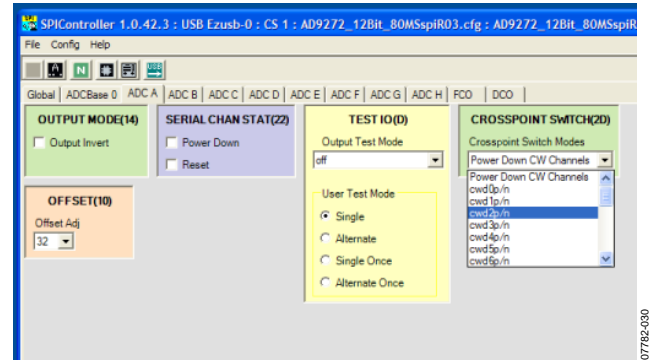 SPIController 1.0.42.3 : USB Ezusb-0 : CS 1 : AD9272_12Bit_80MSspiR03.cfg : AD9272_12Bit_80MSspiR
File Config Help
Global ADCBase 0 ADC A ADC B ADC C ADC D ADC E ADC F ADC G ADC H FCO DCO
OUTPUT MODE(14)
Output Invert
SERIAL CHAN STAT(22)
Power Down
Reset
TEST IO(D)
Output Test Mode
off
User Test Mode
Single
Alternate
Single Once
Alternate Once
CROSSPOINT SWITCH(2D)
Crosspoint Switch Modes
Power Down CW Channels
Power Down CW Channels
cwd0p/n
cwd1p/n
cwd2p/n
cwd3p/n
cwd4p/n
cwd5p/n
cwd6p/n
OFFSET(10)
Offset Adj
32
07782-030